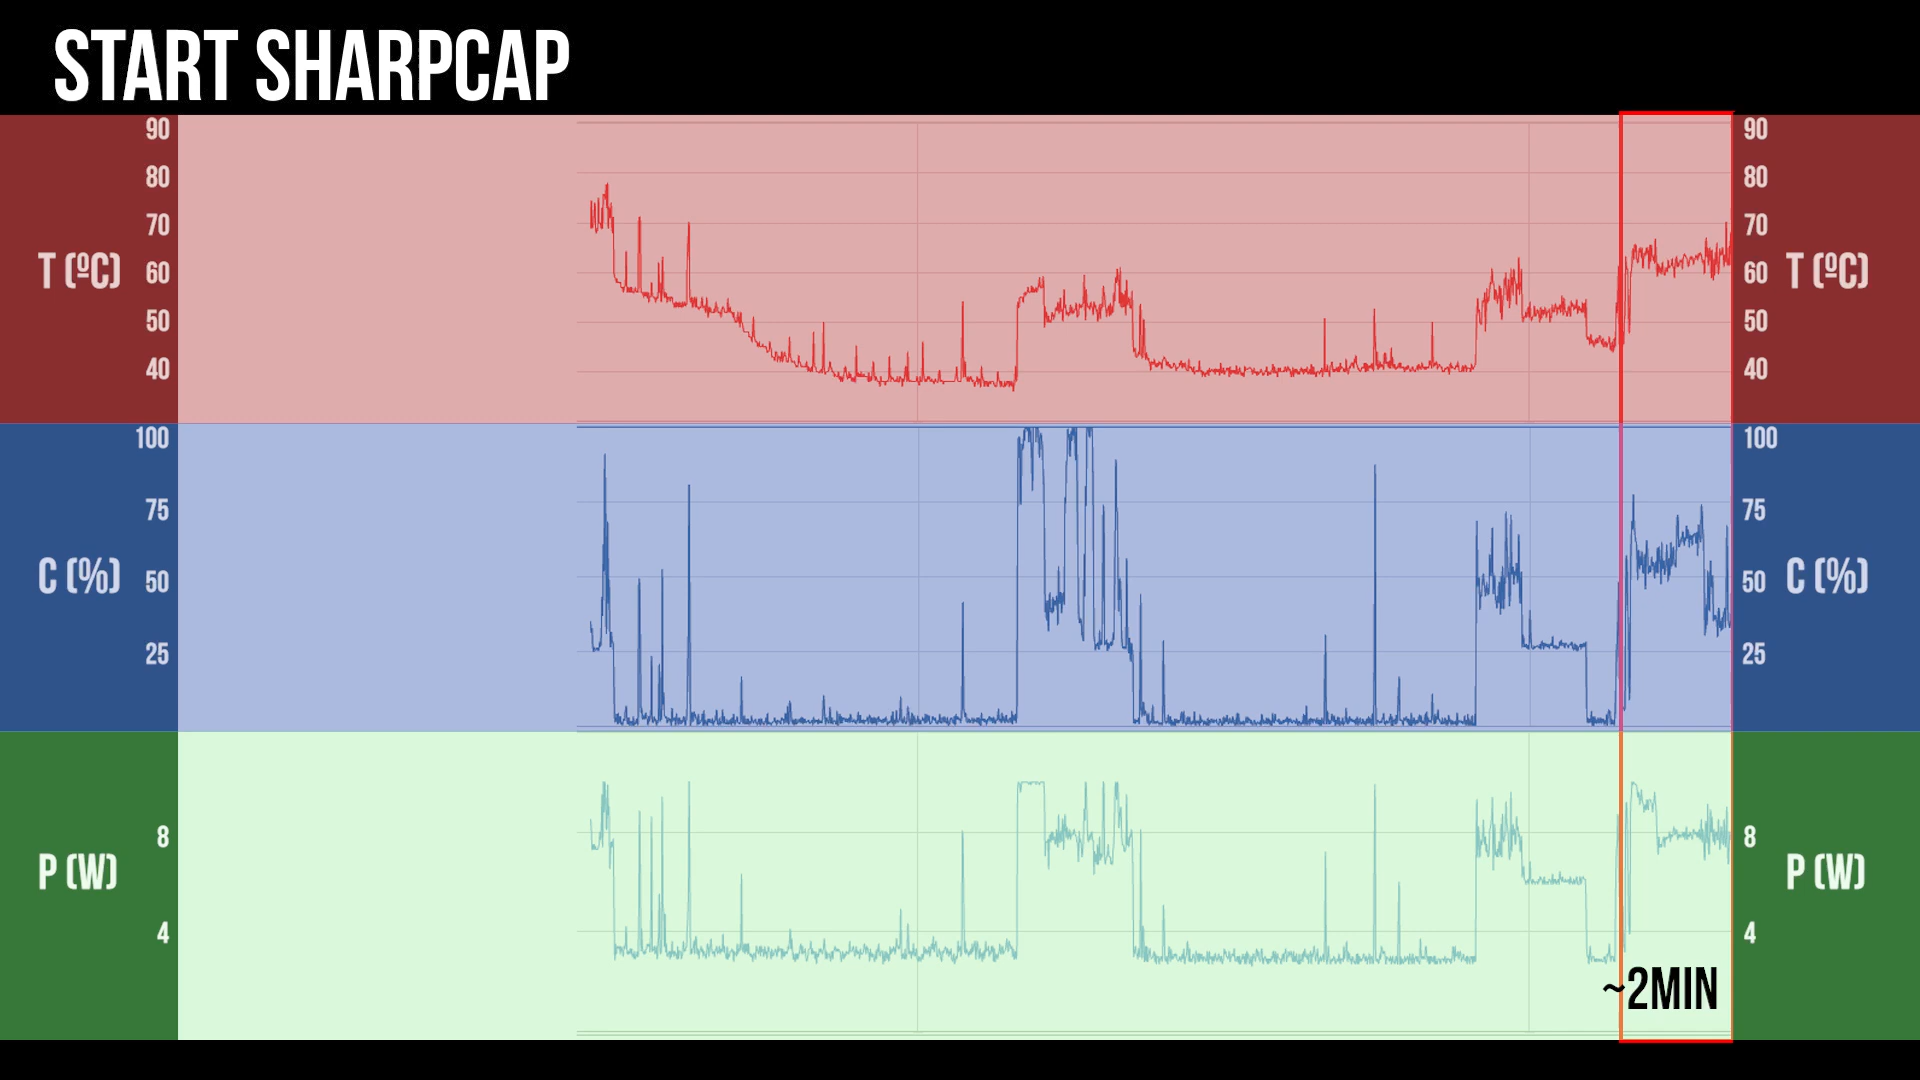 START SHARPCAP
90 90
80 80
70 70
T (ºC) 60 60 T (ºC)
50 50
40 40
100 100
75 75
C (%) 50 50 C (%)
25 25
8 8
P (W) P (W)
4 4
~2MIN